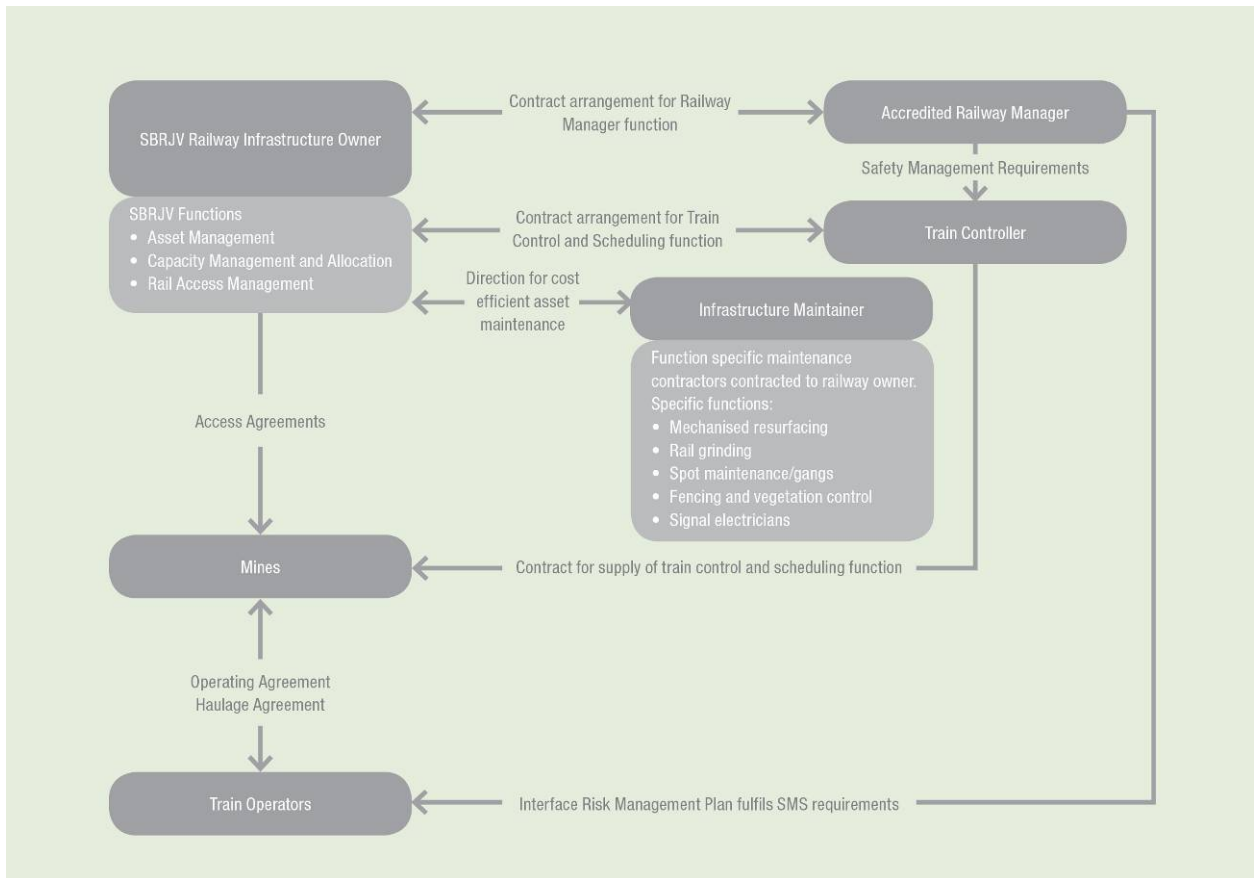 Contract arrangement for Railway
Manager function
SBRJV Railway Infrastructure Owner
Accredited Railway Manager
Safety Management Requirements
SBRJV Functions
• Asset Management
• Capacity Management and Allocation
• Rail Access Management
Contract arrangement for Train
Control and Scheduling function
Train Controller
Direction for cost
efficient asset
maintenance
Infrastructure Maintainer
Function specific maintenance
contractors contracted to railway owner.
Specific functions:
• Mechanised resurfacing
• Rail grinding
• Spot maintenance/gangs
• Fencing and vegetation control
• Signal electricians
Access Agreements
Mines
Contract for supply of train control and scheduling function
Operating Agreement
Haulage Agreement
Train Operators
Interface Risk Management Plan fulfils SMS requirements